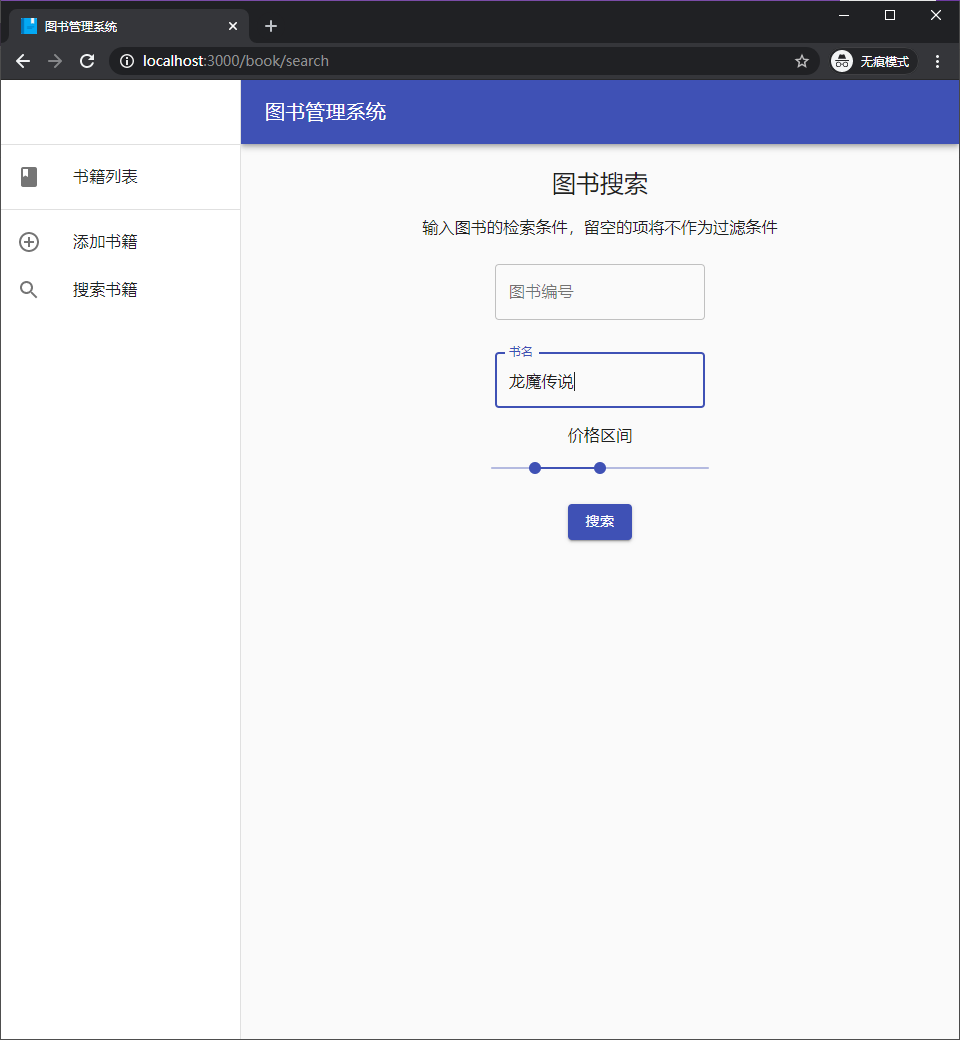 图书管理系统
localhost:3000/book/search
无痕模式
图书管理系统
书籍列表
添加书籍
搜索书籍
图书搜索
输入图书的检索条件，留空的项将不作为过滤条件
图书编号
书名
龙魔传说
价格区间
搜索